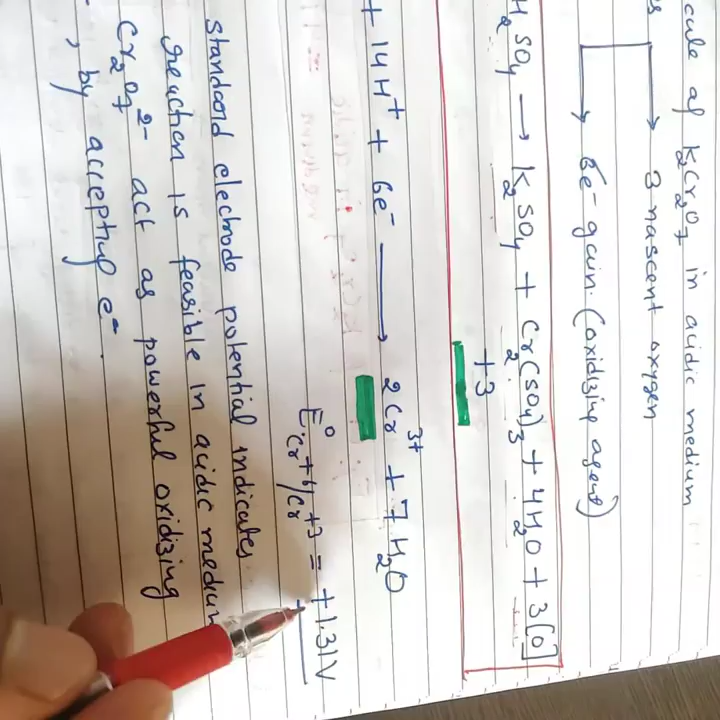 cule of K2Cr2O7 in acidic medium
es
→ 3 nascent oxygen
→ 6e⁻ gain. (oxidizing agent)
H2SO4 → K2SO4 + Cr2(SO4)3 + 4H2O + 3[O]
+3
+ 14H⁺ + 6e⁻ → 2Cr³⁺ + 7H2O
E°Cr+4/Cr+3 = +1.31V
standard electrode potential indicates
reaction is feasible in acidic medium
Cr2O7²⁻ act as powerful oxidizing
, by accepting e⁻.